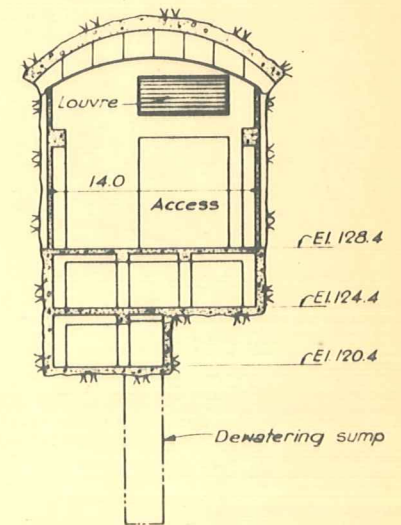 Louvre
14.0
Access
El. 128.4
El. 124.4
El. 120.4
Dewatering sump